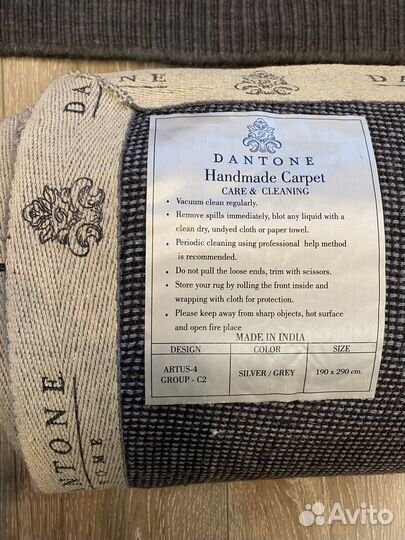 DANTONE
DANTONE
Handmade Carpet
CARE & CLEANING
• Vacuum clean regularly.
• Remove spills immediately, blot any liquid with a
clean dry, undyed cloth or paper towel.
• Periodic cleaning using professional help method
is recommended.
• Do not pull the loose ends, trim with scissors.
• Store your rug by rolling the front inside and
wrapping with cloth for protection.
• Please keep away from sharp objects, hot surface
and open fire place
MADE IN INDIA
DESIGN COLOR SIZE
ARTUS-4 SILVER / GREY 190 x 290 cm.
GROUP - C2
NTONE
TONE
Avito